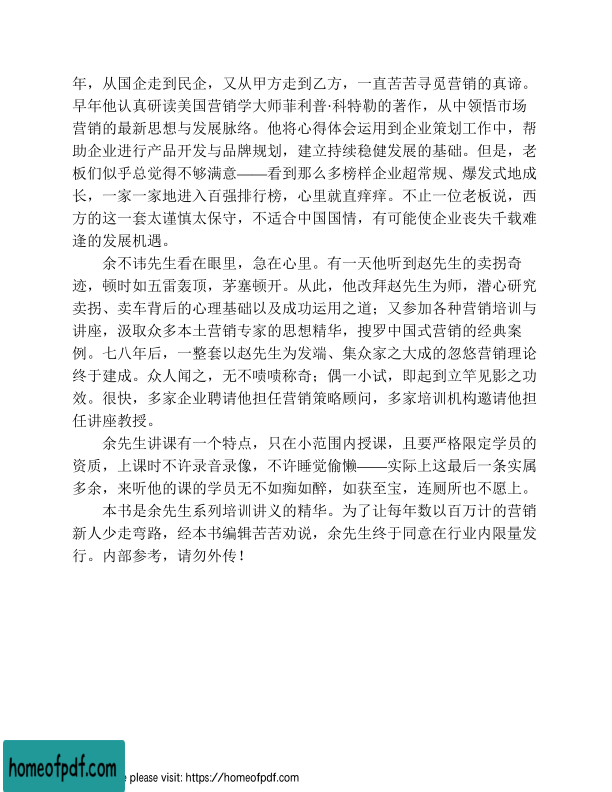 年，从国企走到民企，又从甲方走到乙方，一直苦苦寻觅营销的真谛。
早年他认真研读美国营销学大师菲利普·科特勒的著作，从中领悟市场
营销的最新思想与发展脉络。他将心得体会运用到企业策划工作中，帮
助企业进行产品开发与品牌规划，建立持续稳健发展的基础。但是，老
板们似乎总觉得不够满意——看到那么多榜样企业超常规、爆发式地成
长，一家一家地进入百强排行榜，心里就直痒痒。不止一位老板说，西
方的这一套太谨慎太保守，不适合中国国情，有可能使企业丧失千载难
逢的发展机遇。
余不讳先生看在眼里，急在心里。有一天他听到赵先生的卖拐奇
迹，顿时如五雷轰顶，茅塞顿开。从此，他改拜赵先生为师，潜心研究
卖拐、卖车背后的心理基础以及成功运用之道；又参加各种营销培训与
讲座，汲取众多本土营销专家的思想精华，搜罗中国式营销的经典案
例。七八年后，一整套以赵先生为发端、集众家之大成的忽悠营销理论
终于建成。众人闻之，无不啧啧称奇；偶一小试，即起到立竿见影之功
效。很快，多家企业聘请他担任营销策略顾问，多家培训机构邀请他担
任讲座教授。
余先生讲课有一个特点，只在小范围内授课，且要严格限定学员的
资质，上课时不许录音录像，不许睡觉偷懒——实际上这最后一条实属
多余，来听他的课的学员无不如痴如醉，如获至宝，连厕所也不愿上。
本书是余先生系列培训讲义的精华。为了让每年数以百万计的营销
新人少走弯路，经本书编辑苦苦劝说，余先生终于同意在行业内限量发
行。内部参考，请勿外传！
homeofpdf.com
e please visit: https://homeofpdf.com